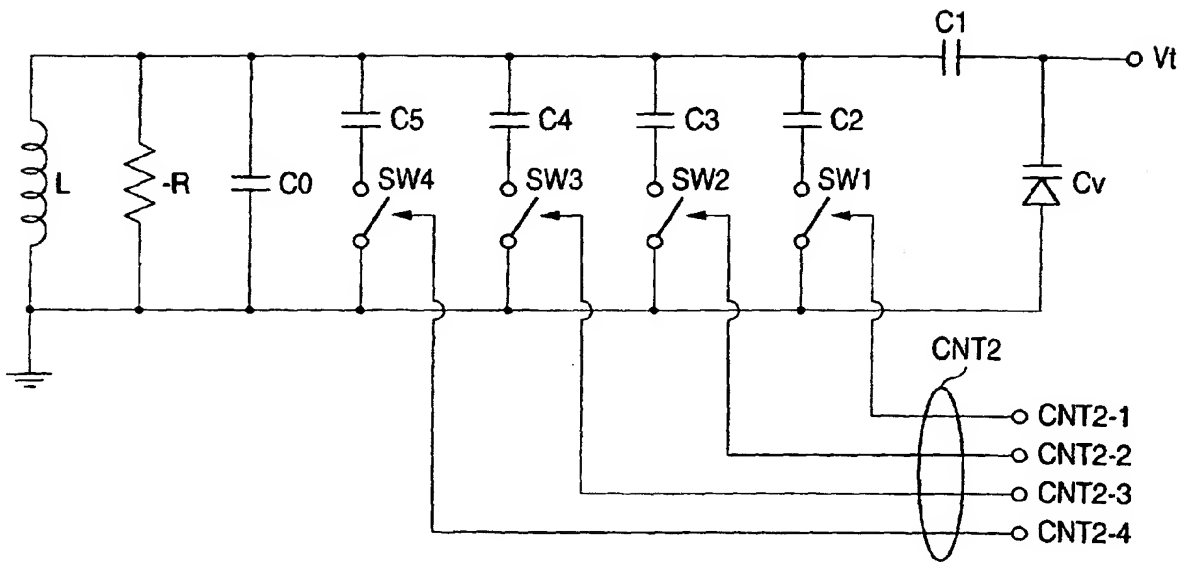 C1
Vt
L
-R
C0
C5
C4
C3
C2
SW4
SW3
SW2
SW1
Cv
CNT2
CNT2-1
CNT2-2
CNT2-3
CNT2-4